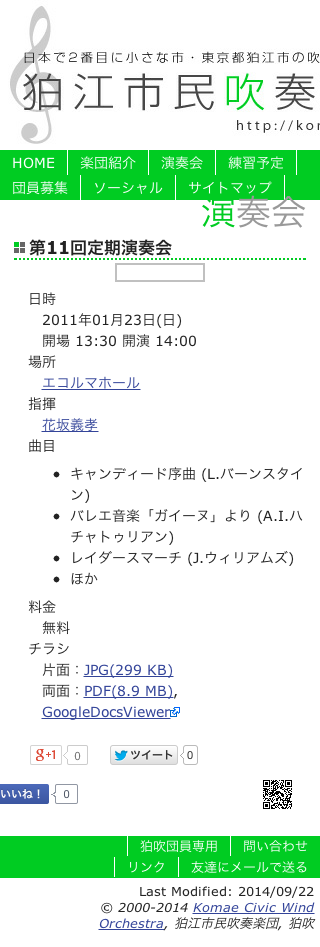 日本で２番目に小さな市・東京都狛江市の吹
狛江市民吹奏
http://kor
HOME 楽団紹介 演奏会 練習予定
団員募集 ソーシャル サイトマップ
演奏会
第11回定期演奏会
日時
2011年01月23日(日)
開場 13:30 開演 14:00
場所
エコルマホール
指揮
花坂義孝
曲目
• キャンディード序曲 (L.バーンスタイ
ン)
• バレエ音楽「ガイーヌ」より (A.I.ハ
チャトゥリアン)
• レイダースマーチ (J.ウィリアムズ)
• ほか
料金
無料
チラシ
片面：JPG(299 KB)
両面：PDF(8.9 MB),
GoogleDocsViewer
g+1 0 ツイート 0
いいね！ 0
狛吹団員専用 問い合わせ
リンク 友達にメールで送る
Last Modified: 2014/09/22
© 2000-2014 Komae Civic Wind
Orchestra, 狛江市民吹奏楽団, 狛吹